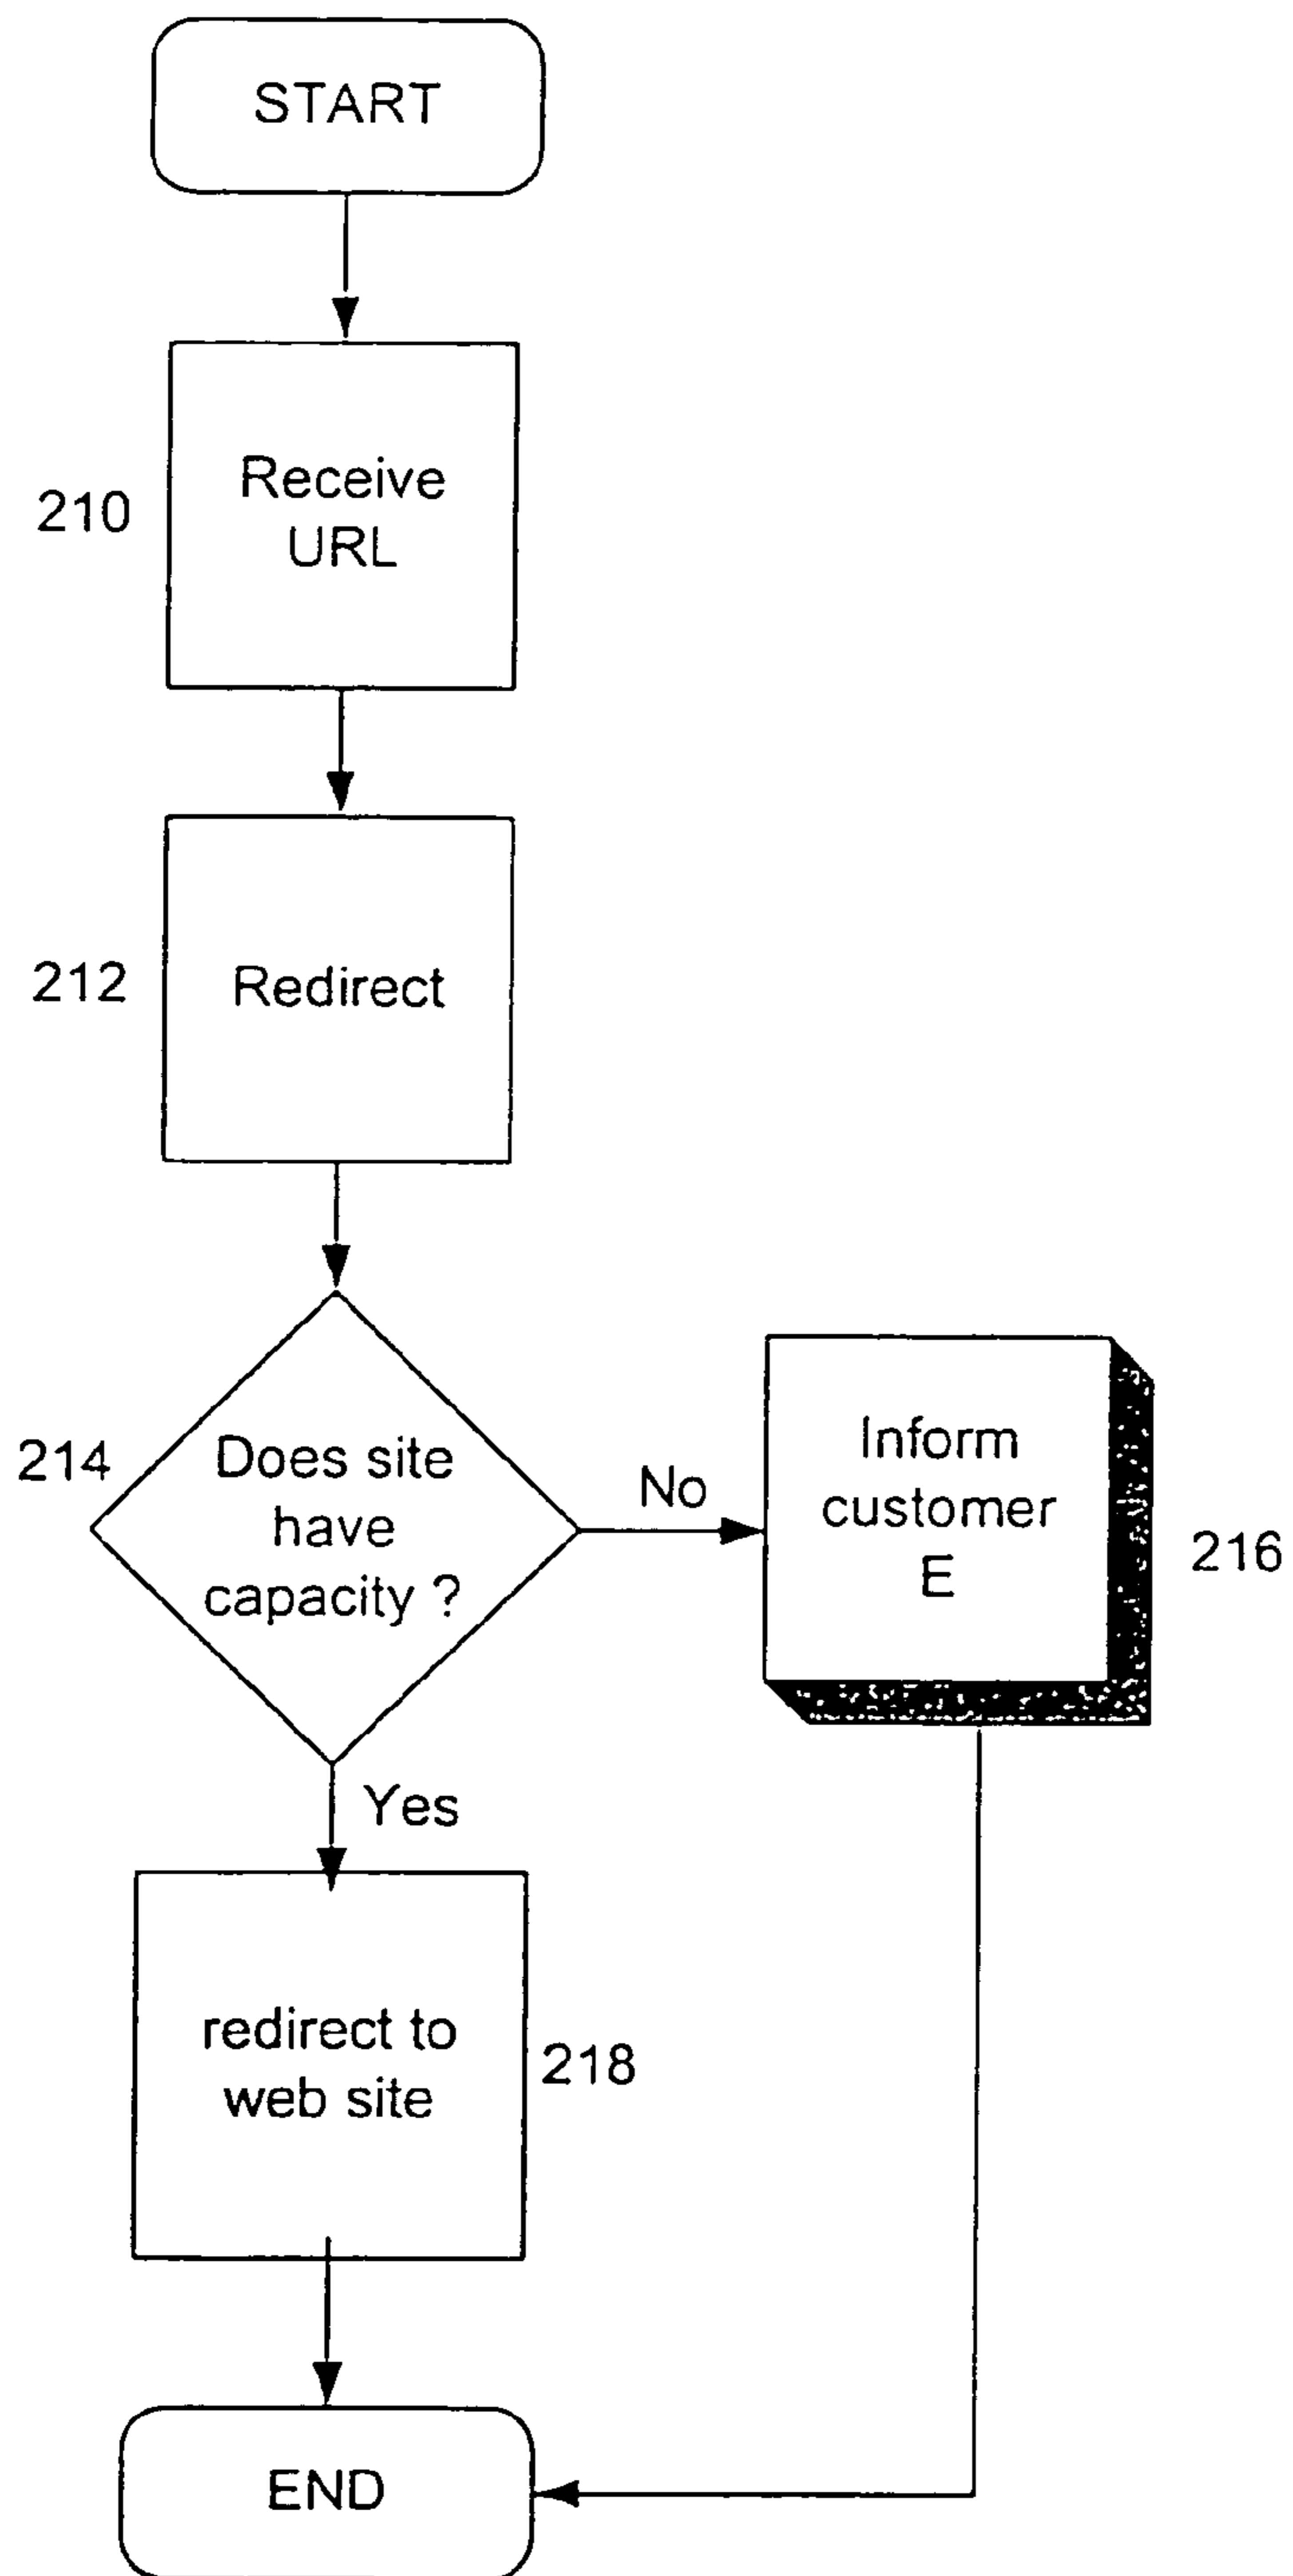 START
210
Receive
URL
212
Redirect
214
Does site
have
capacity ?
No
Inform
customer
E
216
Yes
redirect to
web site
218
END